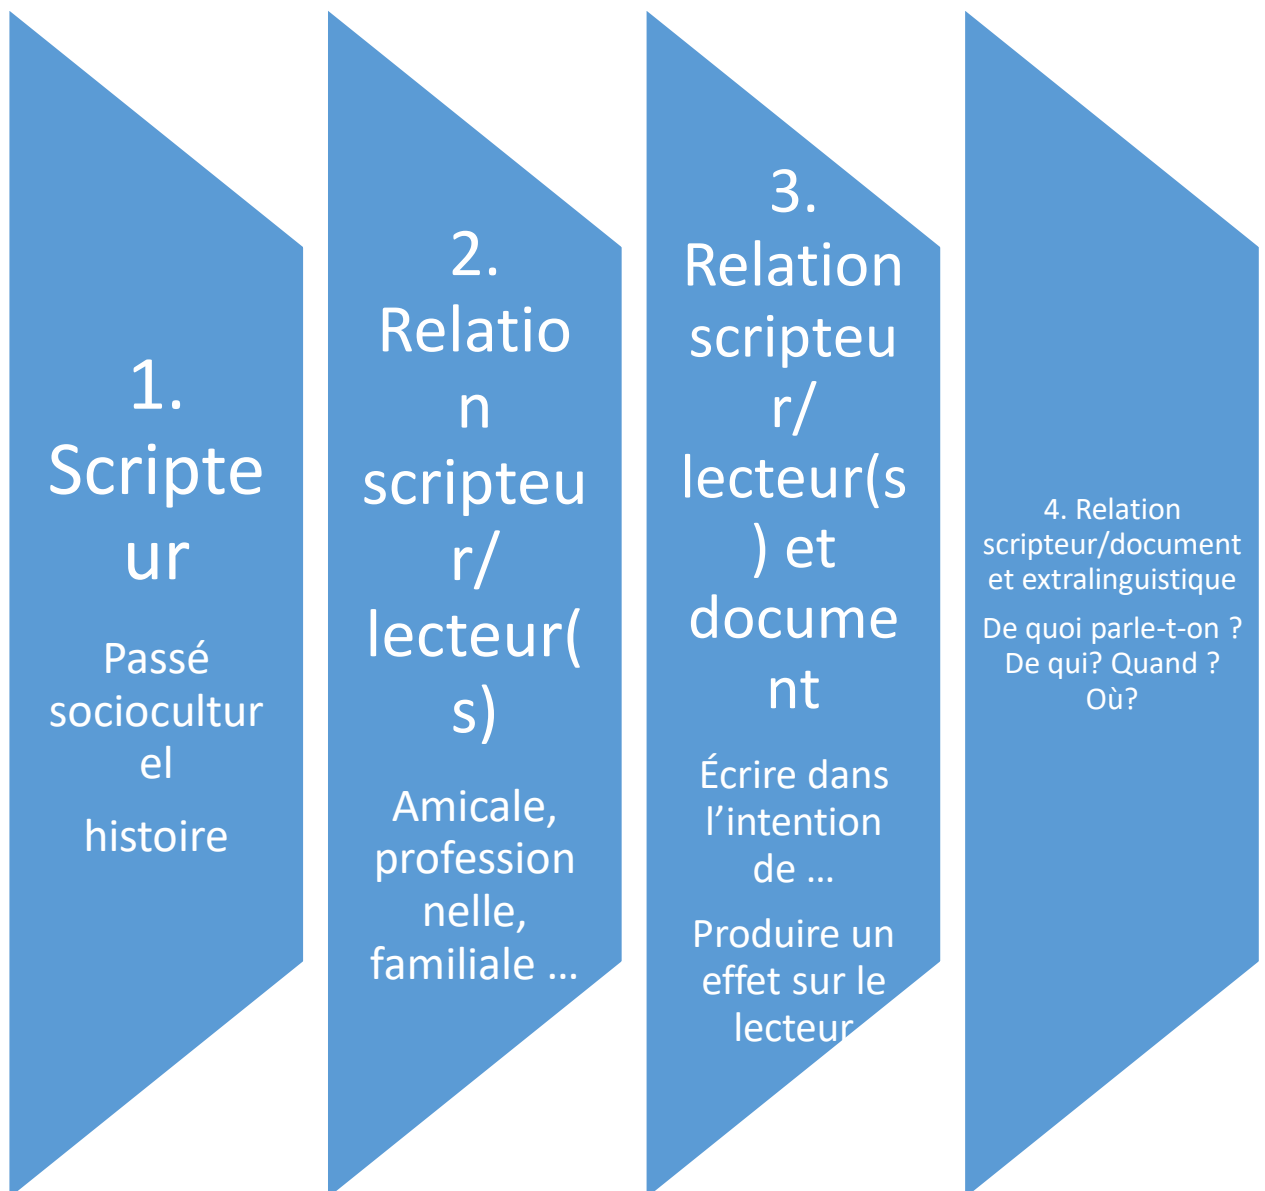 1.
Scripte
ur
Passé
sociocultur
el
histoire
2.
Relatio
n
scripteu
r/
lecteur(
s)
Amicale,
profession
nelle,
familiale ...
3.
Relation
scripteu
r/
lecteur(s
) et
docume
nt
Écrire dans
l’intention
de ...
Produire un
effet sur le
lecteur
4. Relation
scripteur/document
et extralinguistique
De quoi parle-t-on ?
De qui? Quand ?
Où?